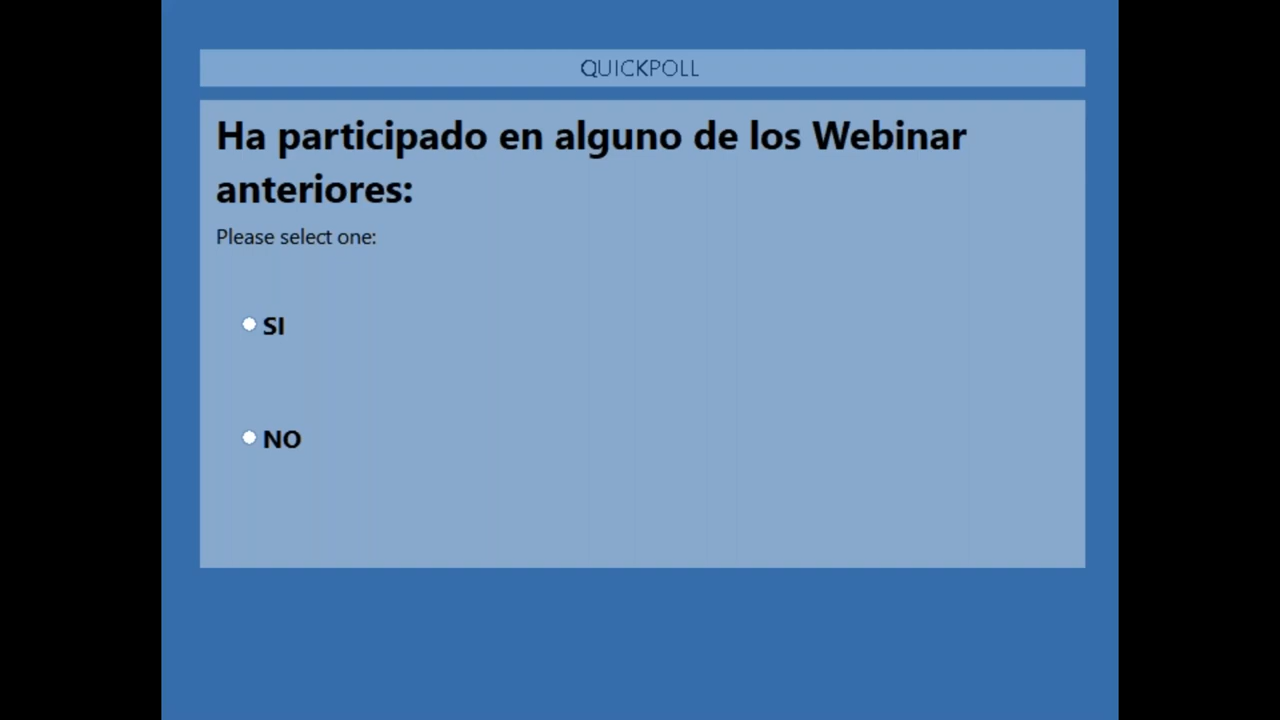 QUICKPOLL
Ha participado en alguno de los Webinar
anteriores:
Please select one:
SI
NO